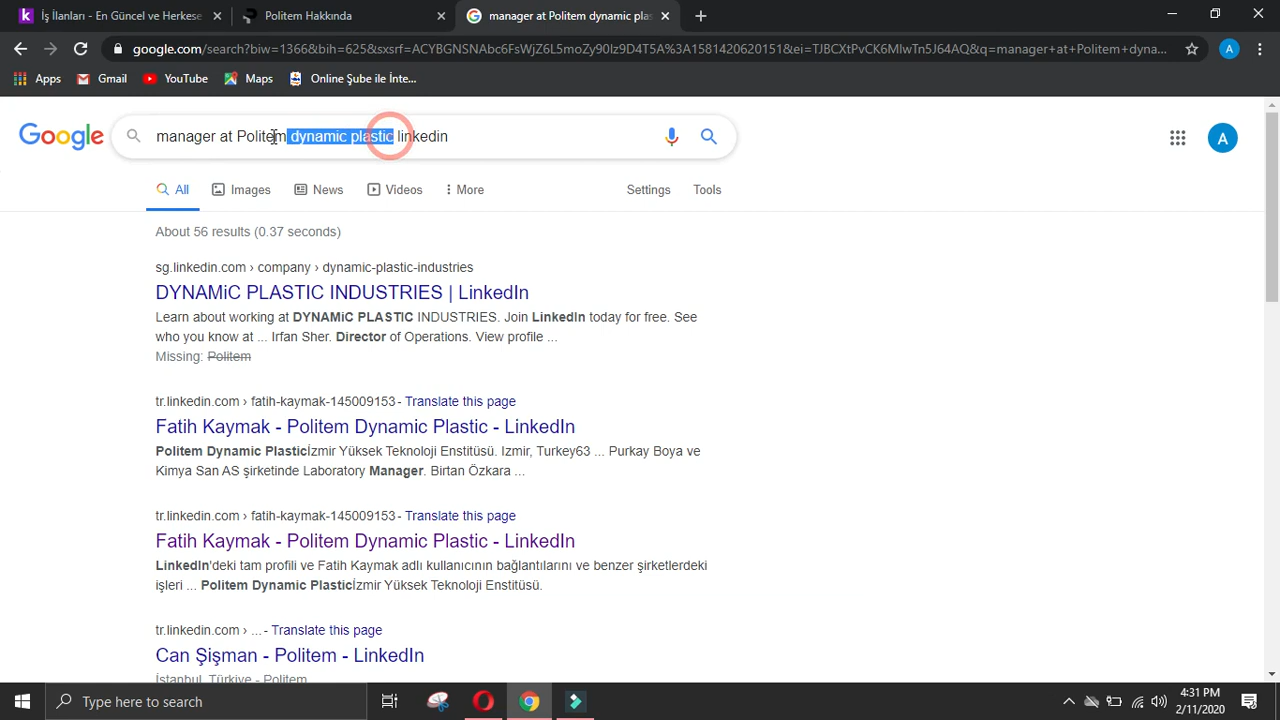 İş İlanları - En Güncel ve Herkese
Politem Hakkında
manager at Politem dynamic plas
google.com/search?biw=1366&bih=625&sxsrf=ACYBGNSNAbc6FsWjZ6L5moZy90Iz9D4T5A%3A1581420620151&ei=TJBCXtPvCK6MlwTn5J64AQ&q=manager+at+Politem+dyna...
A
Apps
Gmail
YouTube
Maps
Online Şube ile İnte...
Google
manager at Politem dynamic plastic linkedin
A
All
Images
News
Videos
More
Settings
Tools
About 56 results (0.37 seconds)
sg.linkedin.com › company › dynamic-plastic-industries
DYNAMiC PLASTIC INDUSTRIES | LinkedIn
Learn about working at DYNAMiC PLASTIC INDUSTRIES. Join LinkedIn today for free. See
who you know at ... Irfan Sher. Director of Operations. View profile ...
Missing: Politem
tr.linkedin.com › fatih-kaymak-145009153 - Translate this page
Fatih Kaymak - Politem Dynamic Plastic - LinkedIn
Politem Dynamic Plasticİzmir Yüksek Teknoloji Enstitüsü. Izmir, Turkey63 ... Purkay Boya ve
Kimya San AS şirketinde Laboratory Manager. Birtan Özkara ...
tr.linkedin.com › fatih-kaymak-145009153 - Translate this page
Fatih Kaymak - Politem Dynamic Plastic - LinkedIn
LinkedIn'deki tam profili ve Fatih Kaymak adlı kullanıcının bağlantılarını ve benzer şirketlerdeki
işleri ... Politem Dynamic Plasticİzmir Yüksek Teknoloji Enstitüsü.
tr.linkedin.com › ... - Translate this page
Can Şişman - Politem - LinkedIn
İstanbul, Türkiye - Politem
Type here to search
4:31 PM
2/11/2020